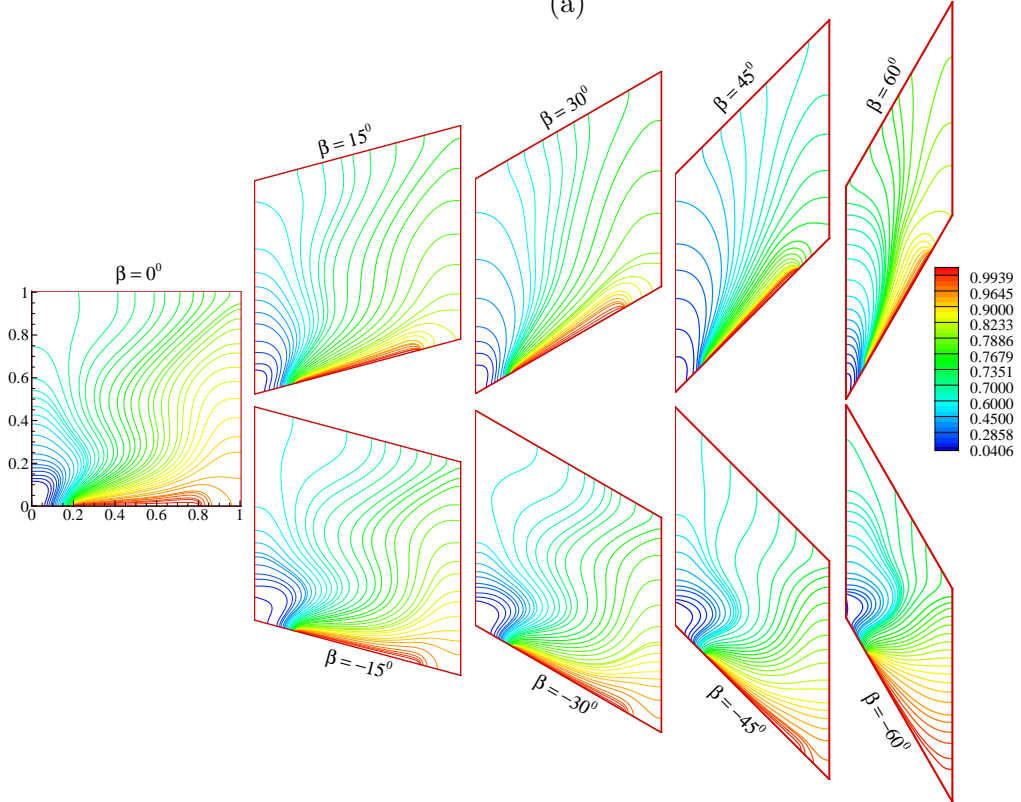 (a)
β = 0⁰
β = 15⁰
β = 30⁰
β = 45⁰
β = 60⁰
1
0.8
0.6
0.4
0.2
0
0 0.2 0.4 0.6 0.8 1
0.9939
0.9645
0.9000
0.8233
0.7886
0.7679
0.7351
0.7000
0.6000
0.4500
0.2858
0.0406
β = −15⁰
β = −30⁰
β = −45⁰
β = −60⁰